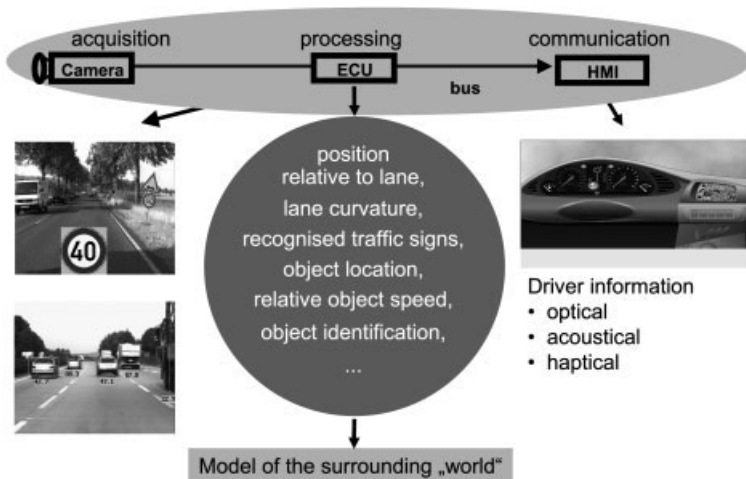 acquisition
processing
communication
Camera
ECU
HMI
bus
position
relative to lane,
lane curvature,
recognised traffic signs,
object location,
relative object speed,
object identification,
...
40
Driver information
• optical
• acoustical
• haptical
Model of the surrounding „world“